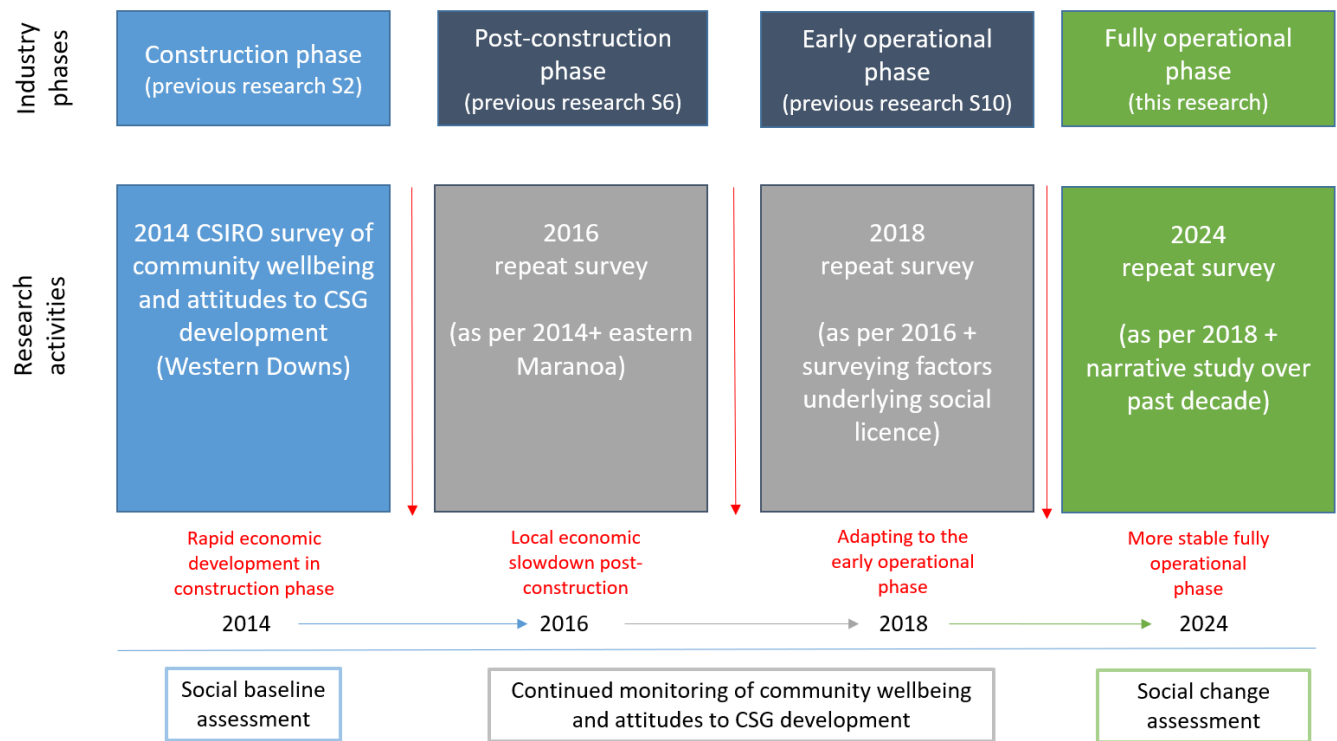 Industry
phases
Construction phase
(previous research S2)
Post-construction
phase
(previous research S6)
Early operational
phase
(previous research S10)
Fully operational
phase
(this research)
Research
activities
2014 CSIRO survey of
community wellbeing
and attitudes to CSG
development
(Western Downs)
2016
repeat survey
(as per 2014+ eastern
Maranoa)
2018
repeat survey
(as per 2016 +
surveying factors
underlying social
licence)
2024
repeat survey
(as per 2018 +
narrative study over
past decade)
Rapid economic
development in
construction phase
Local economic
slowdown post-
construction
Adapting to the
early operational
phase
More stable fully
operational
phase
2014
2016
2018
2024
Social baseline
assessment
Continued monitoring of community wellbeing
and attitudes to CSG development
Social change
assessment